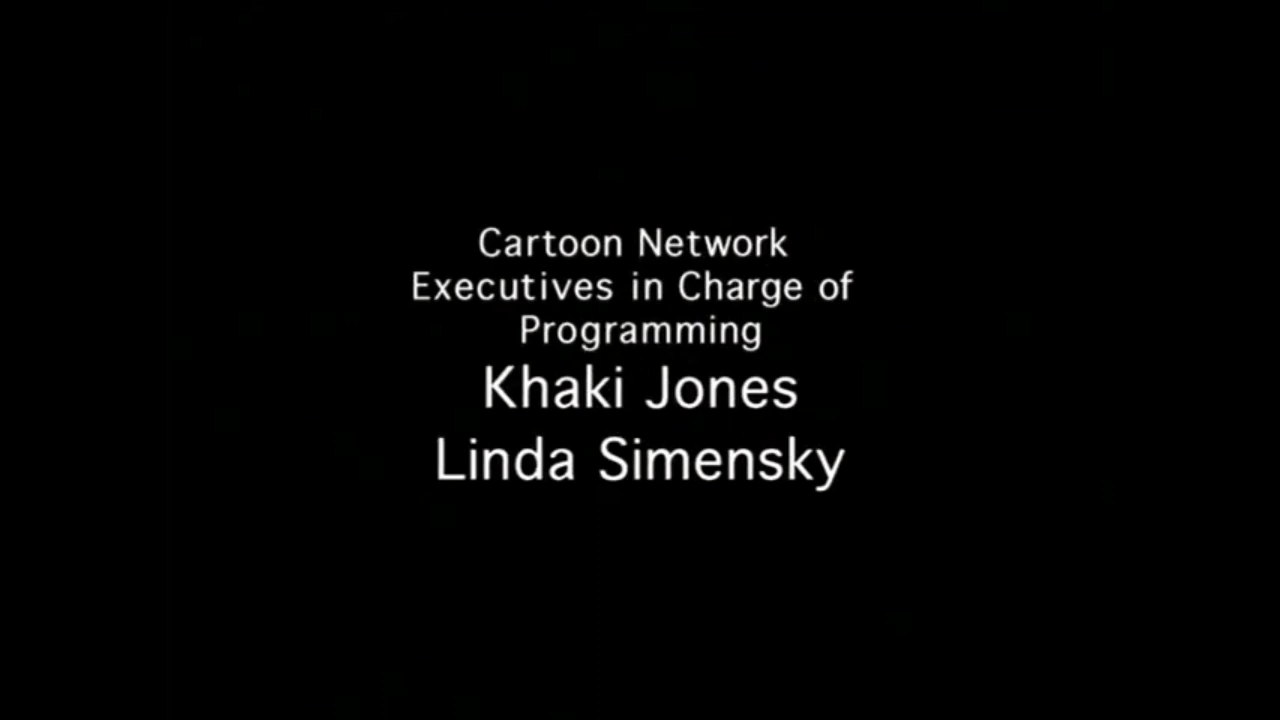 Cartoon Network
Executives in Charge of
Programming
Khaki Jones
Linda Simensky